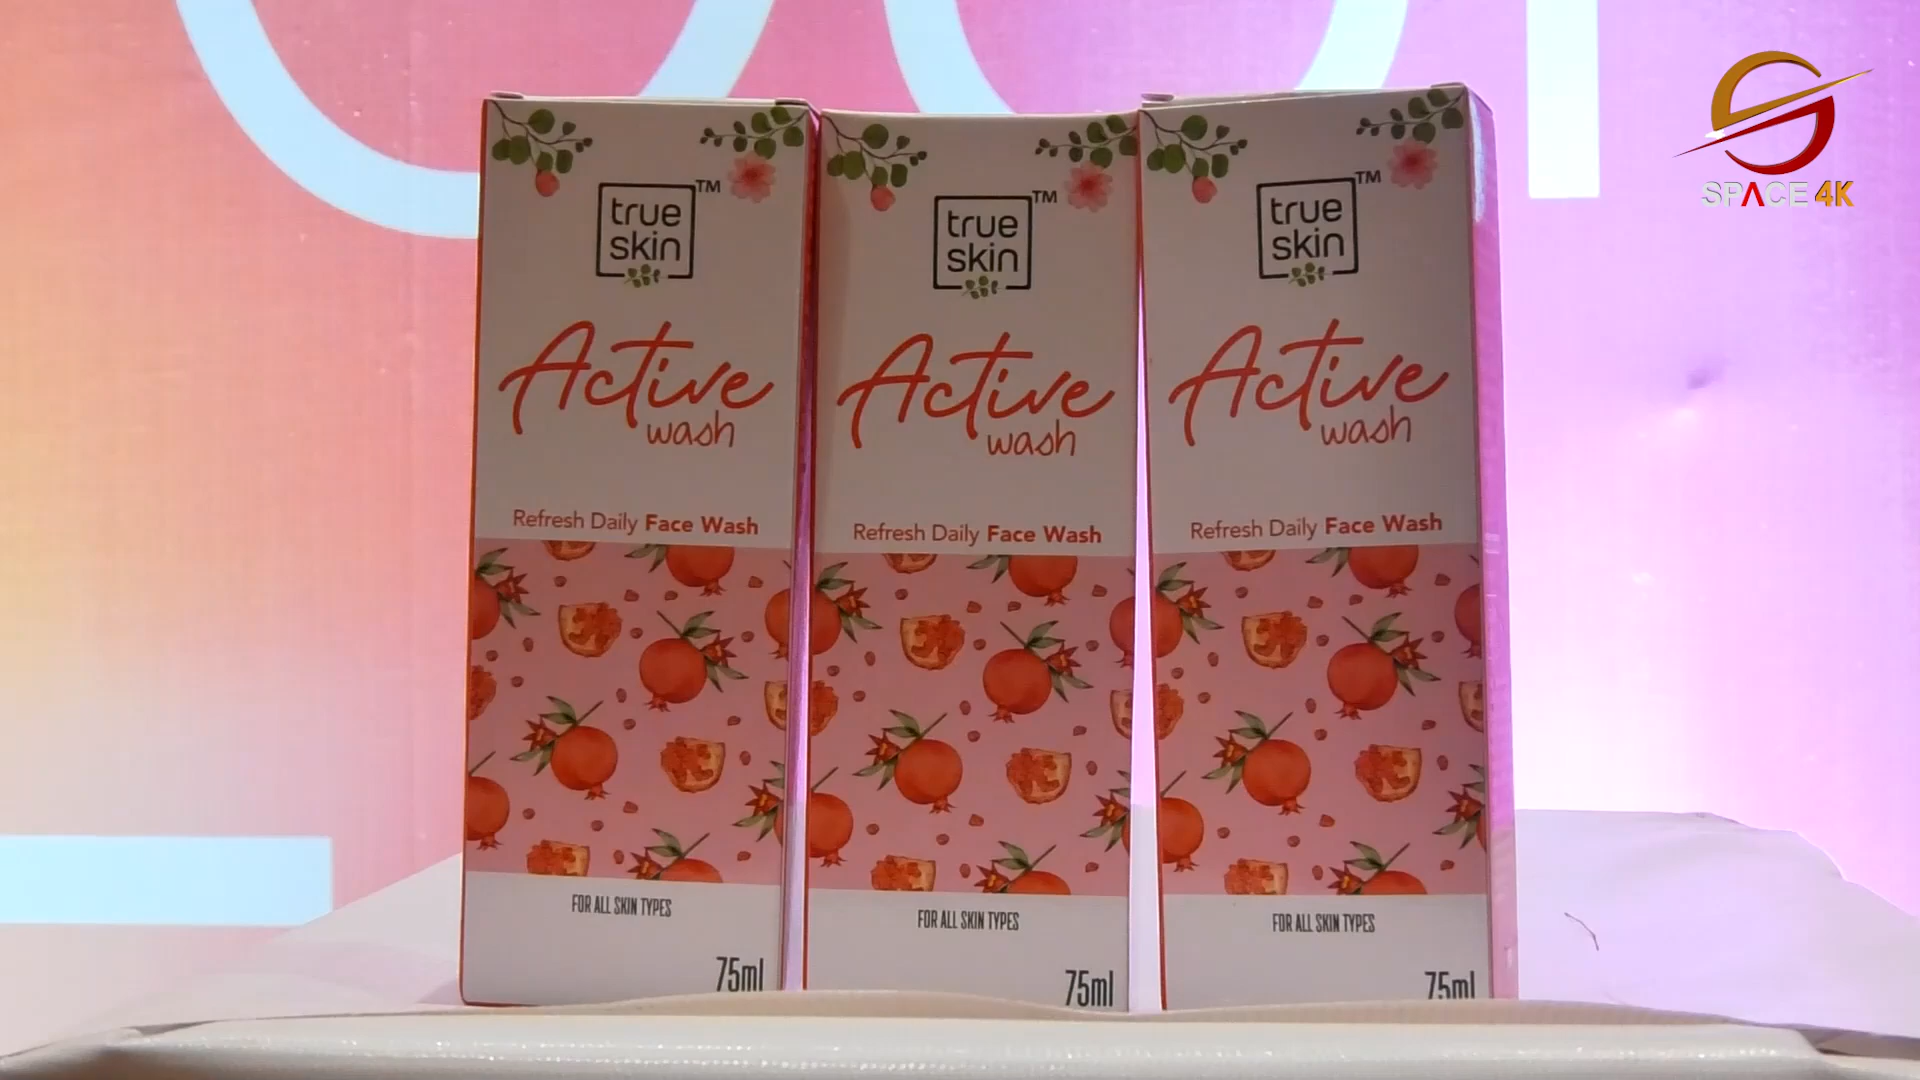 SPACE 4K
true
skin
TM
Active
wash
Refresh Daily Face Wash
FOR ALL SKIN TYPES
75ml
true
skin
TM
Active
wash
Refresh Daily Face Wash
FOR ALL SKIN TYPES
75ml
true
skin
TM
Active
wash
Refresh Daily Face Wash
FOR ALL SKIN TYPES
75ml